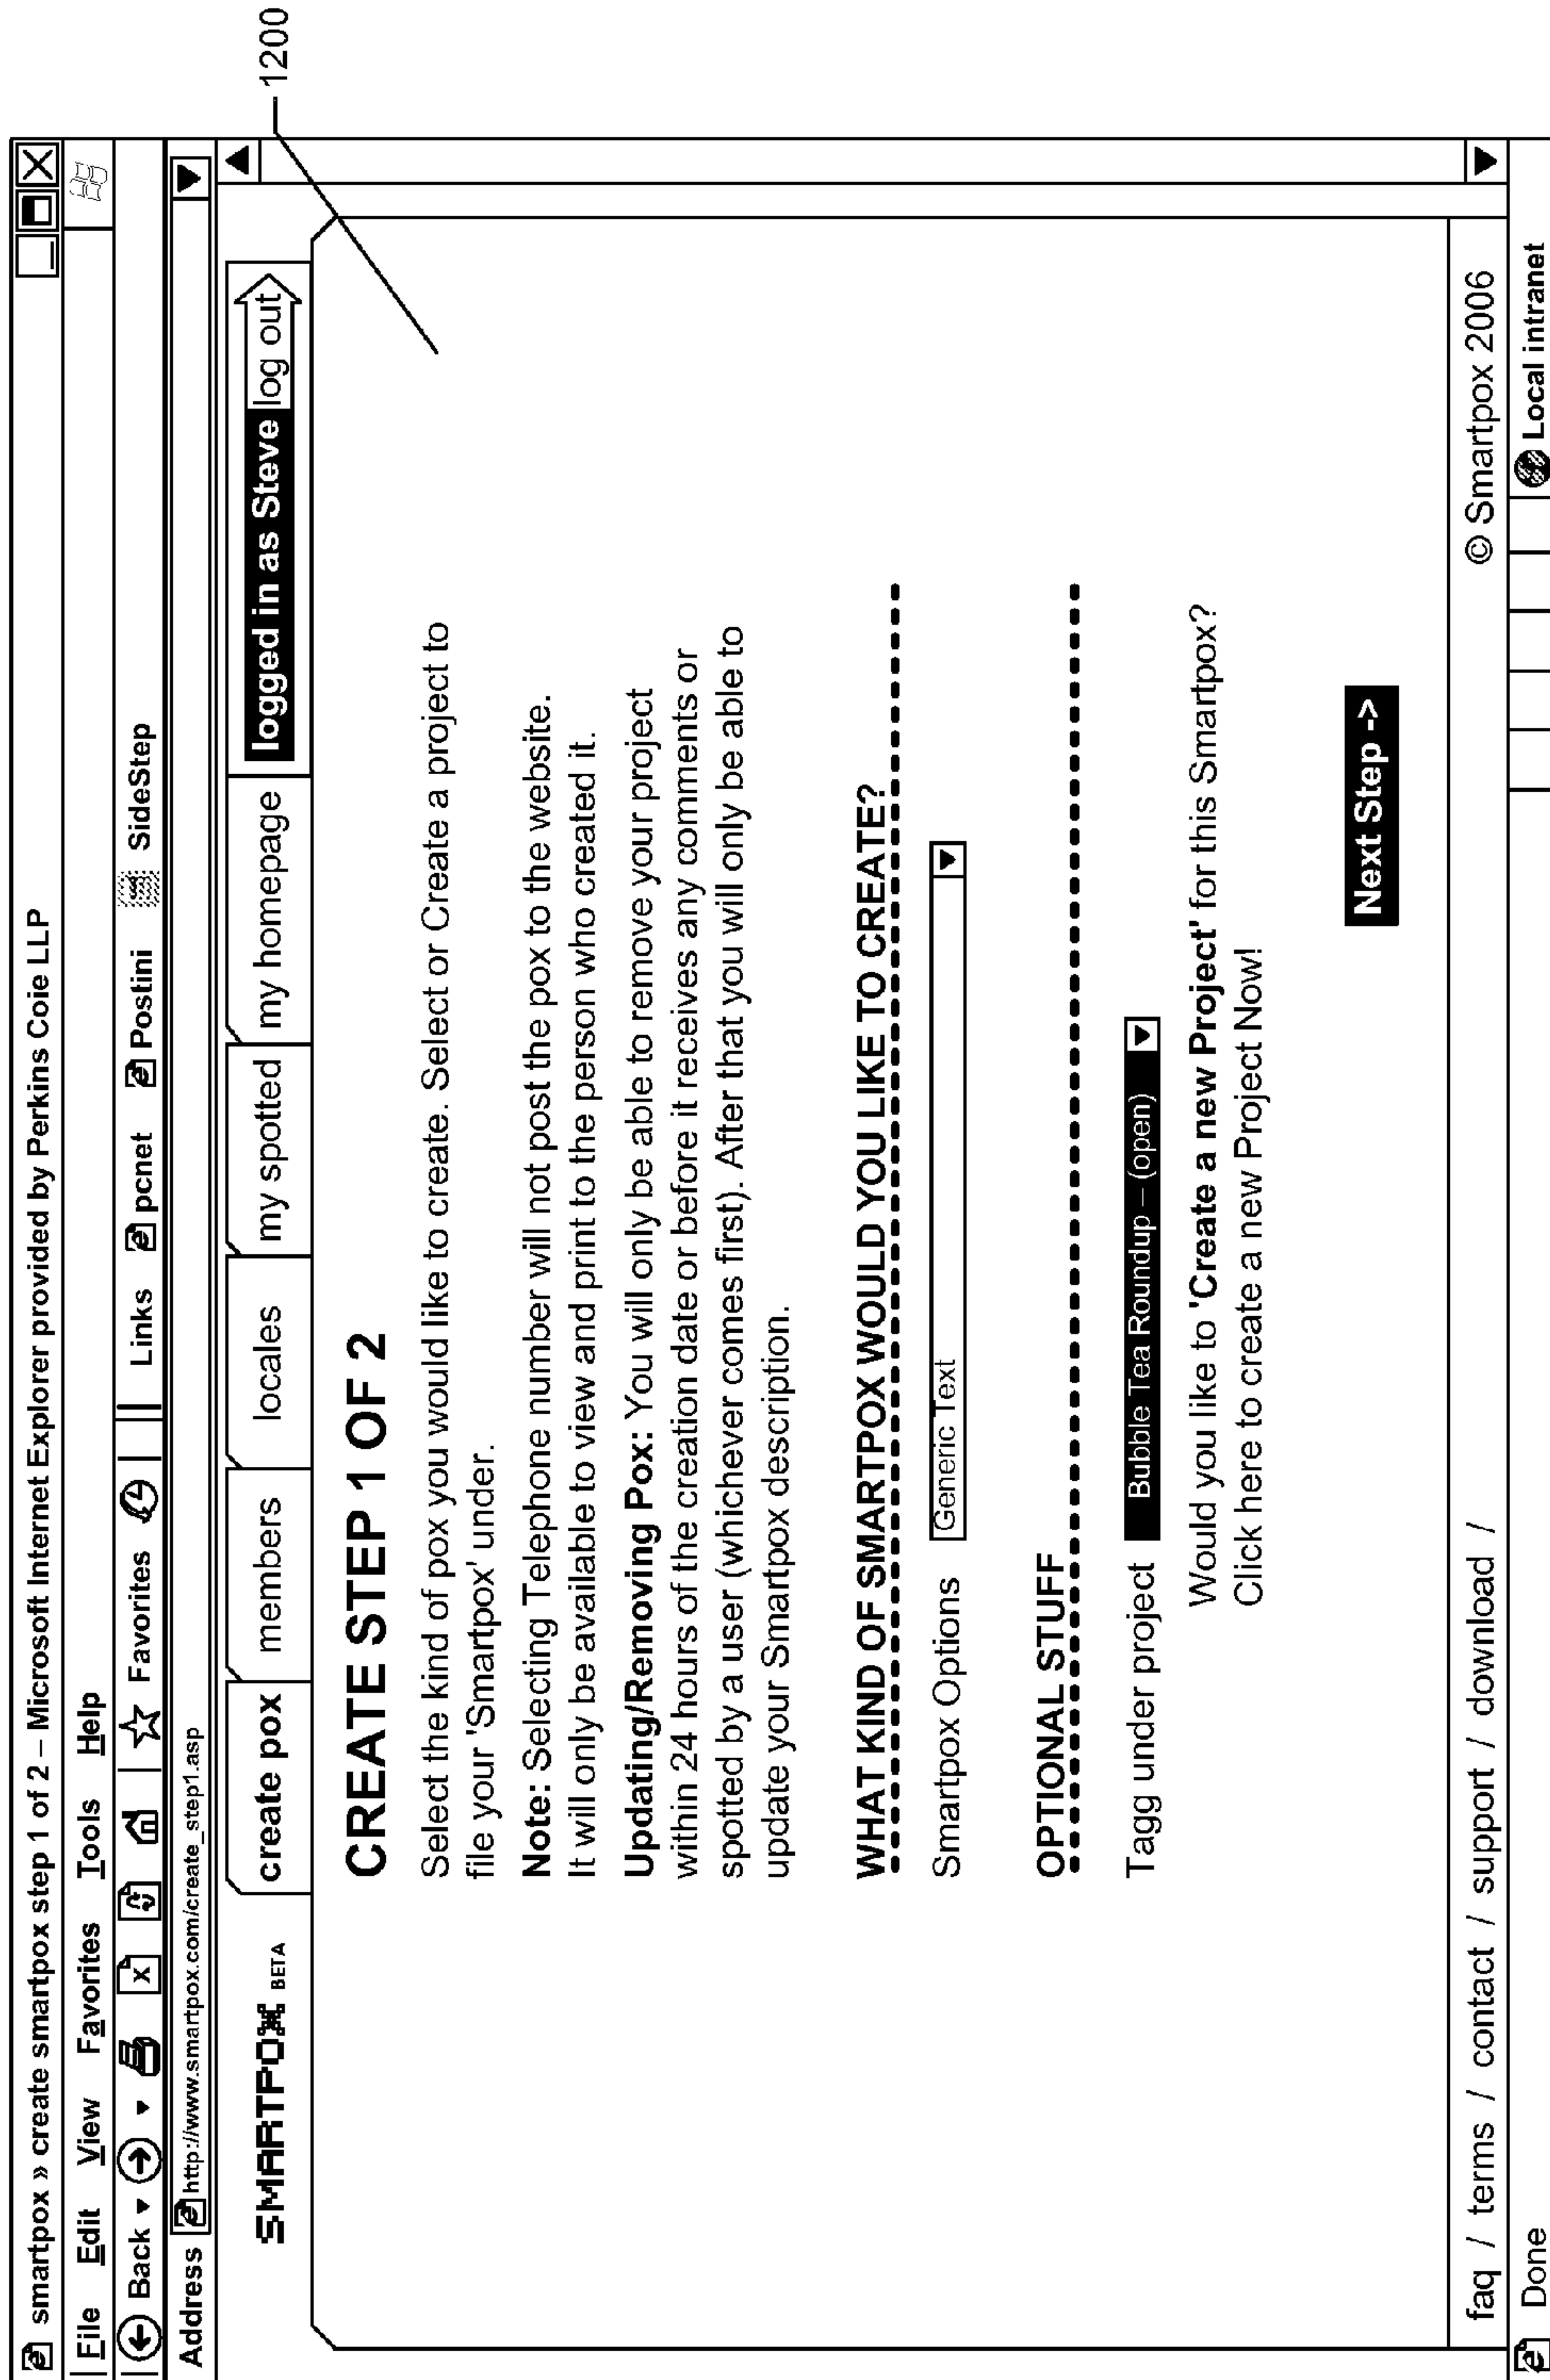 smartpox » create smartpox step 1 of 2 – Microsoft Internet Explorer provided by Perkins Coie LLP
File Edit View Favorites Tools Help
Back Favorites Links pcnet Postini SideStep
Address http://www.smartpox.com/create_step1.asp
SMARTPOX BETA create pox members locales my spotted my homepage logged in as Steve log out
1200
CREATE STEP 1 OF 2
Select the kind of pox you would like to create. Select or Create a project to
file your 'Smartpox' under.
Note: Selecting Telephone number will not post the pox to the website.
It will only be available to view and print to the person who created it.
Updating/Removing Pox: You will only be able to remove your project
within 24 hours of the creation date or before it receives any comments or
spotted by a user (whichever comes first). After that you will only be able to
update your Smartpox description.
WHAT KIND OF SMARTPOX WOULD YOU LIKE TO CREATE?
Smartpox Options Generic Text
OPTIONAL STUFF
Tagg under project Bubble Tea Roundup – (open)
Would you like to 'Create a new Project' for this Smartpox?
Click here to create a new Project Now!
Next Step ->
faq / terms / contact / support / download / © Smartpox 2006
Done Local intranet